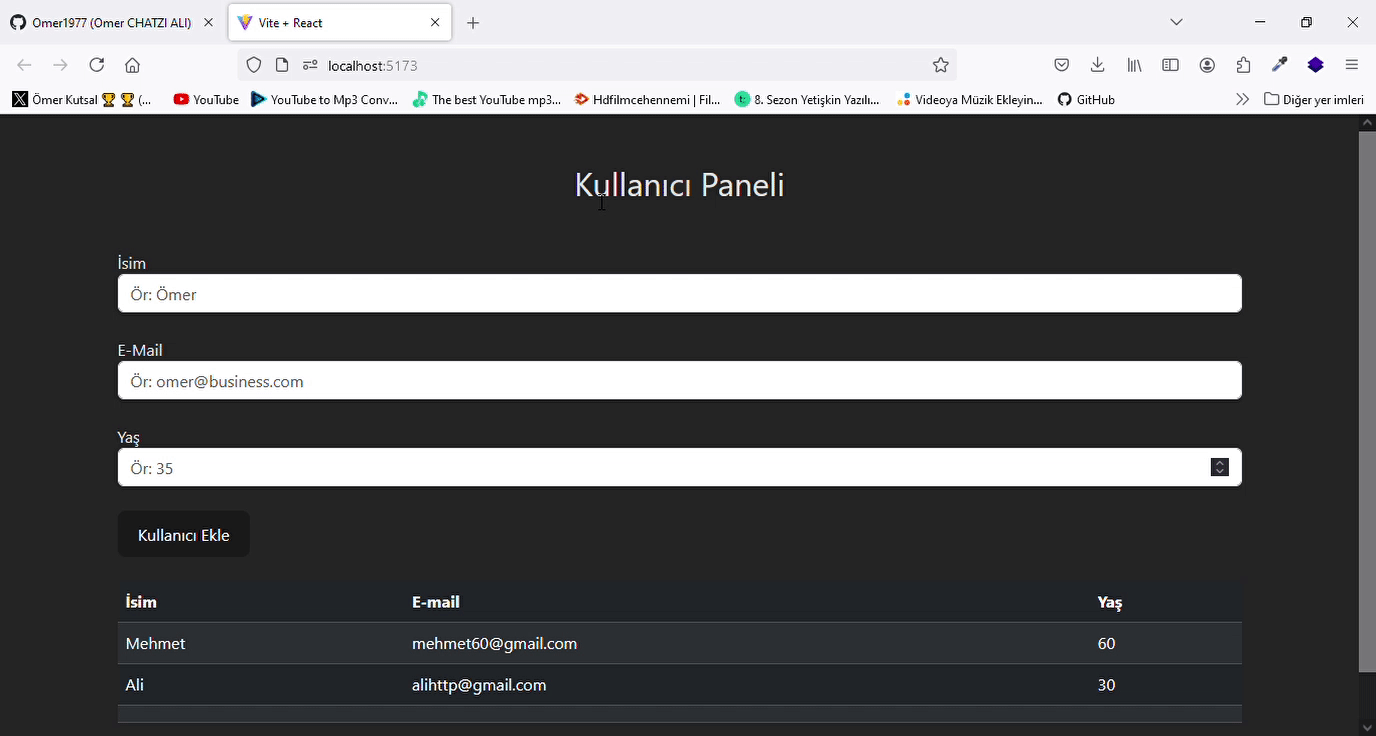 Omer1977 (Omer CHATZI ALI)
Vite + React
localhost:5173
Ömer Kutsal 🏆 🏆 (...
YouTube
YouTube to Mp3 Conv...
The best YouTube mp3...
Hdfilmcehennemi | Fil...
8. Sezon Yetişkin Yazılı...
Videoya Müzik Ekleyin...
GitHub
Diğer yer imleri
Kullanıcı Paneli
İsim
Ör: Ömer
E-Mail
Ör: omer@business.com
Yaş
Ör: 35
Kullanıcı Ekle
İsim E-mail Yaş
Mehmet mehmet60@gmail.com 60
Ali alihttp@gmail.com 30